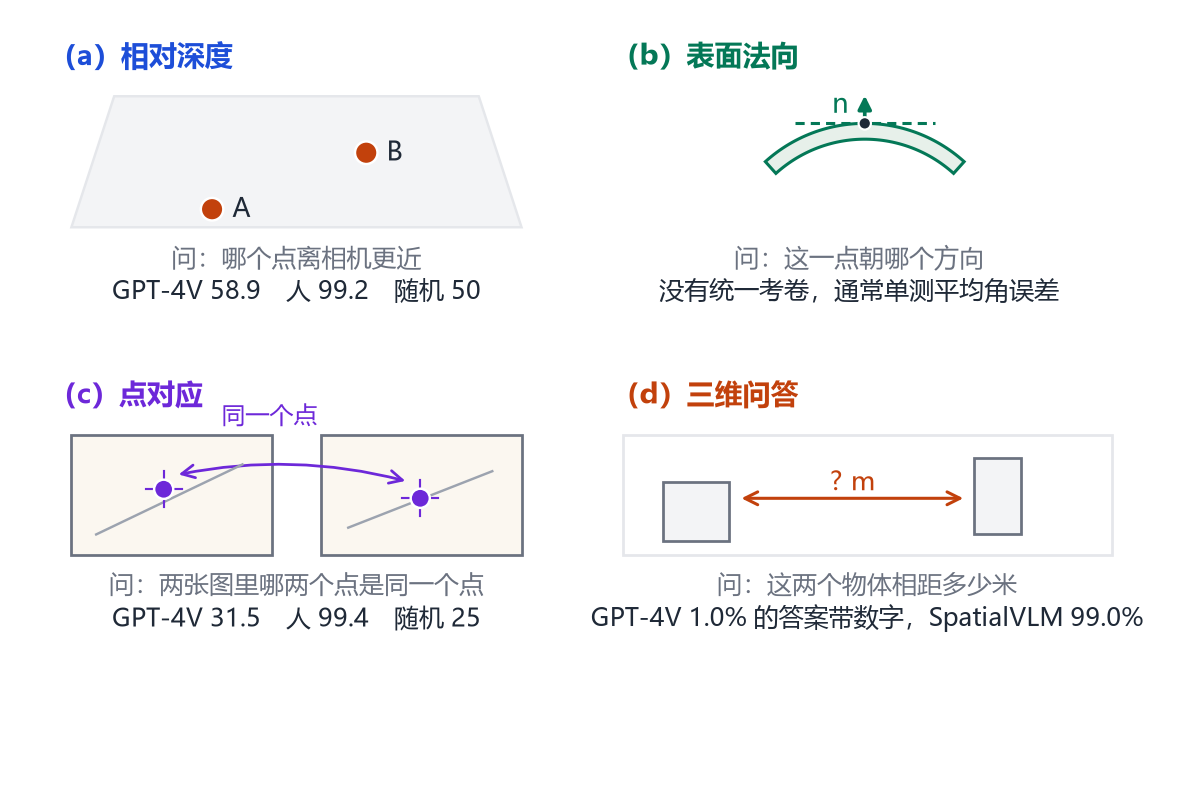 (a) 相对深度
B
A
问：哪个点离相机更近
GPT-4V 58.9 人 99.2 随机 50
(b) 表面法向
n
问：这一点朝哪个方向
没有统一考卷，通常单测平均角误差
(c) 点对应
同一个点
问：两张图里哪两个点是同一个点
GPT-4V 31.5 人 99.4 随机 25
(d) 三维问答
? m
问：这两个物体相距多少米
GPT-4V 1.0% 的答案带数字，SpatialVLM 99.0%